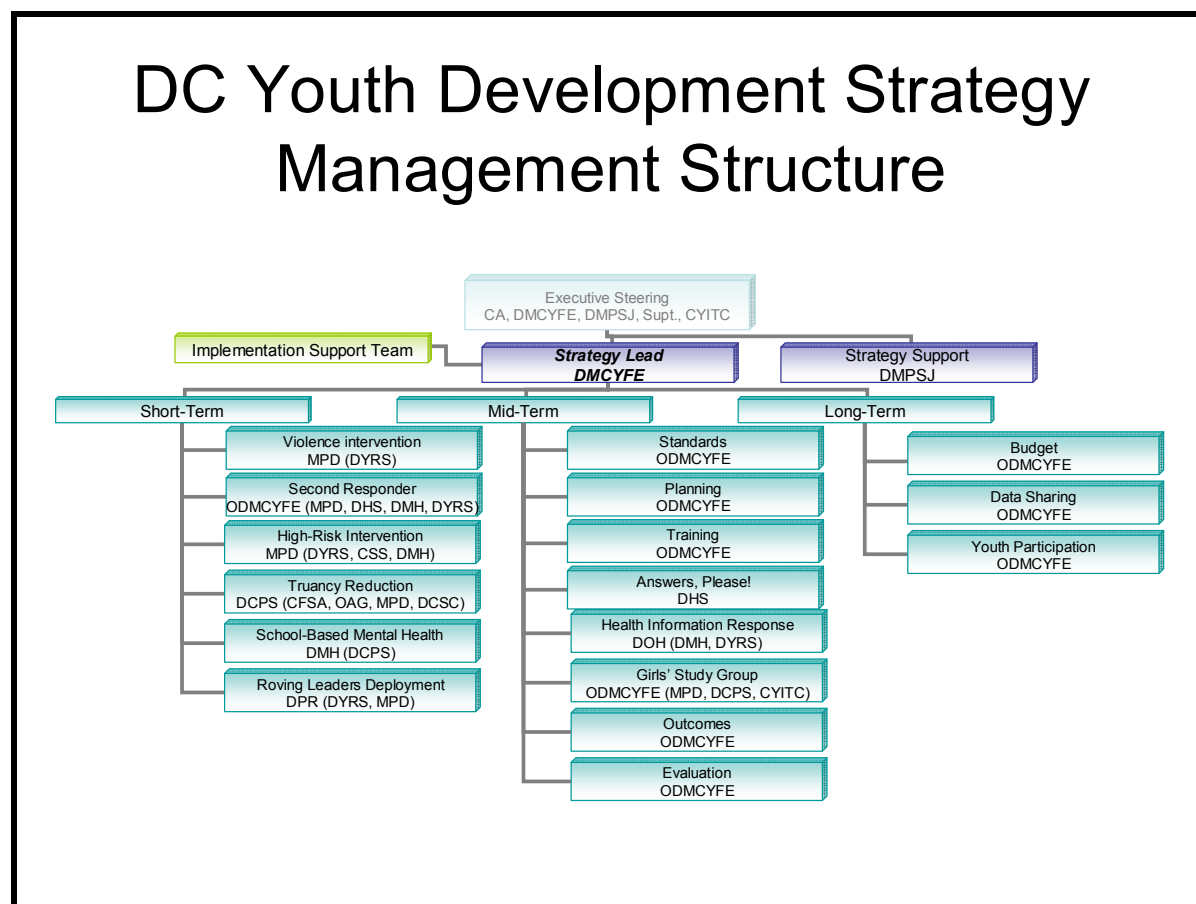 DC Youth Development Strategy
Management Structure
Executive Steering
CA, DMCYFE, DMPSJ, Supt., CYITC
Implementation Support Team
Strategy Lead
DMCYFE
Strategy Support
DMPSJ
Short-Term
Violence intervention
MPD (DYRS)
Second Responder
ODMCYFE (MPD, DHS, DMH, DYRS)
High-Risk Intervention
MPD (DYRS, CSS, DMH)
Truancy Reduction
DCPS (CFSA, OAG, MPD, DCSC)
School-Based Mental Health
DMH (DCPS)
Roving Leaders Deployment
DPR (DYRS, MPD)
Mid-Term
Standards
ODMCYFE
Planning
ODMCYFE
Training
ODMCYFE
Answers, Please!
DHS
Health Information Response
DOH (DMH, DYRS)
Girls' Study Group
ODMCYFE (MPD, DCPS, CYITC)
Outcomes
ODMCYFE
Evaluation
ODMCYFE
Long-Term
Budget
ODMCYFE
Data Sharing
ODMCYFE
Youth Participation
ODMCYFE